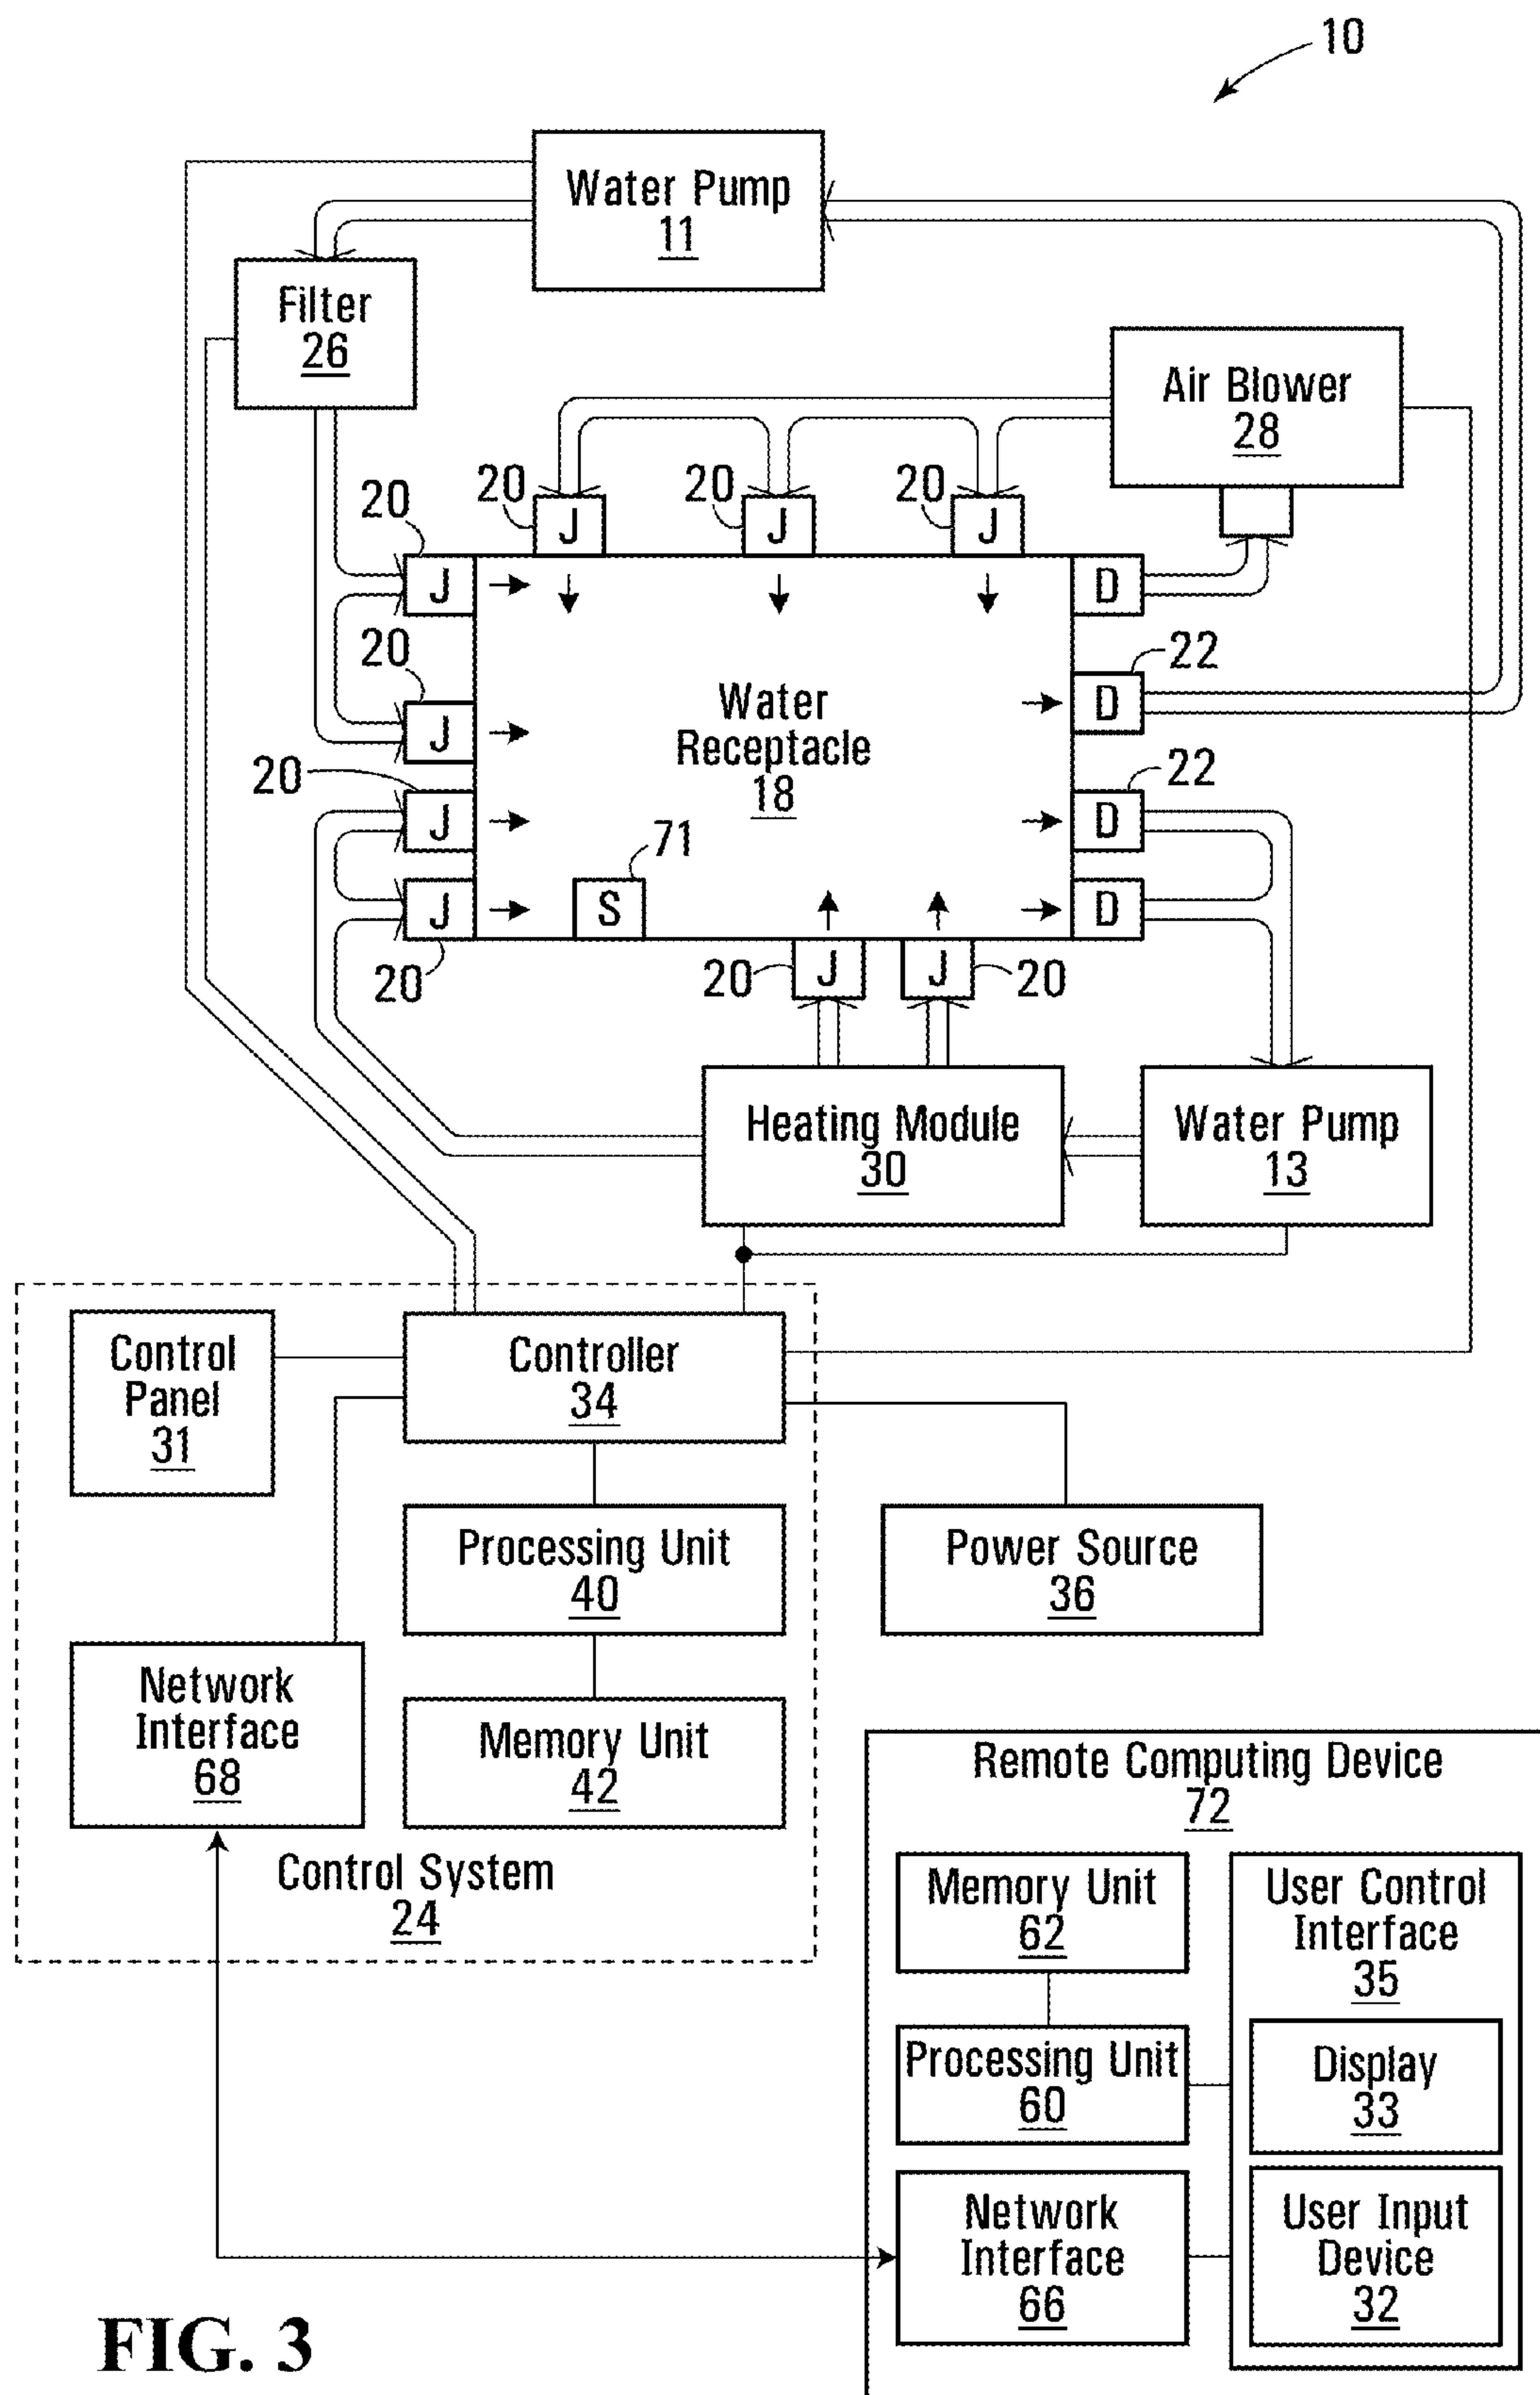 10
Water Pump
11
Filter
26
Air Blower
28
20
20
20
20
J
J
J
J
D
20
22
Water
Receptacle
18
J
D
20
22
J
D
71
J
S
D
20
20
J
J
20
Heating Module
30
Water Pump
13
Control
Panel
31
Controller
34
Processing Unit
40
Power Source
36
Network
Interface
68
Memory Unit
42
Control System
24
Remote Computing Device
72
Memory Unit
62
User Control
Interface
35
Processing Unit
60
Display
33
Network
Interface
66
User Input
Device
32
FIG. 3